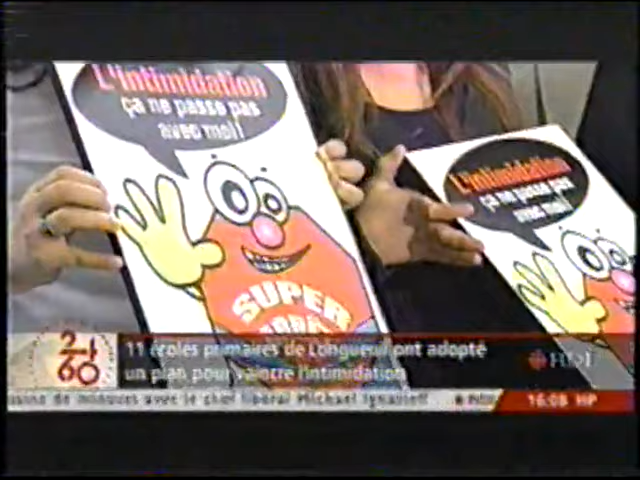 L'intimidation
ça ne passe pas
avec moi!
L'intimidation
ça ne passe pas
avec moi!
SUPER
24
60
11 écoles primaires de Longueuil ont adopté
un plan pour vaincre l'intimidation
RDI
de avec le chef libéral Michael Ignatieff
16:08 HP